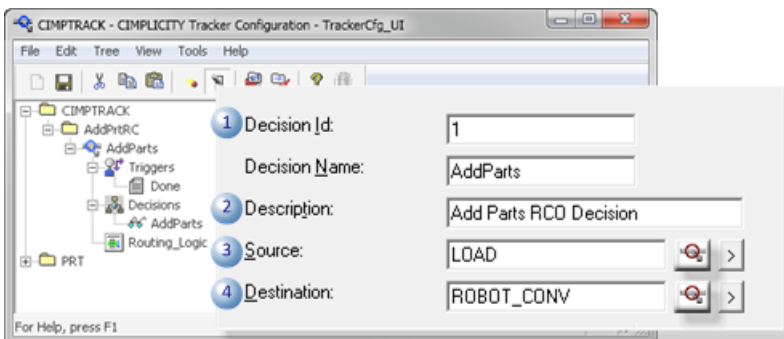 CIMPTRACK - CIMPLICITY Tracker Configuration - TrackerCfg_UI
File Edit Tree View Tools Help
CIMPTRACK
AddPrtRC
AddParts
Triggers
Done
Decisions
AddParts
Routing_Logic
PRT
1 Decision Id: 1
Decision Name: AddParts
2 Description: Add Parts RCO Decision
3 Source: LOAD >
4 Destination: ROBOT_CONV >
For Help, press F1